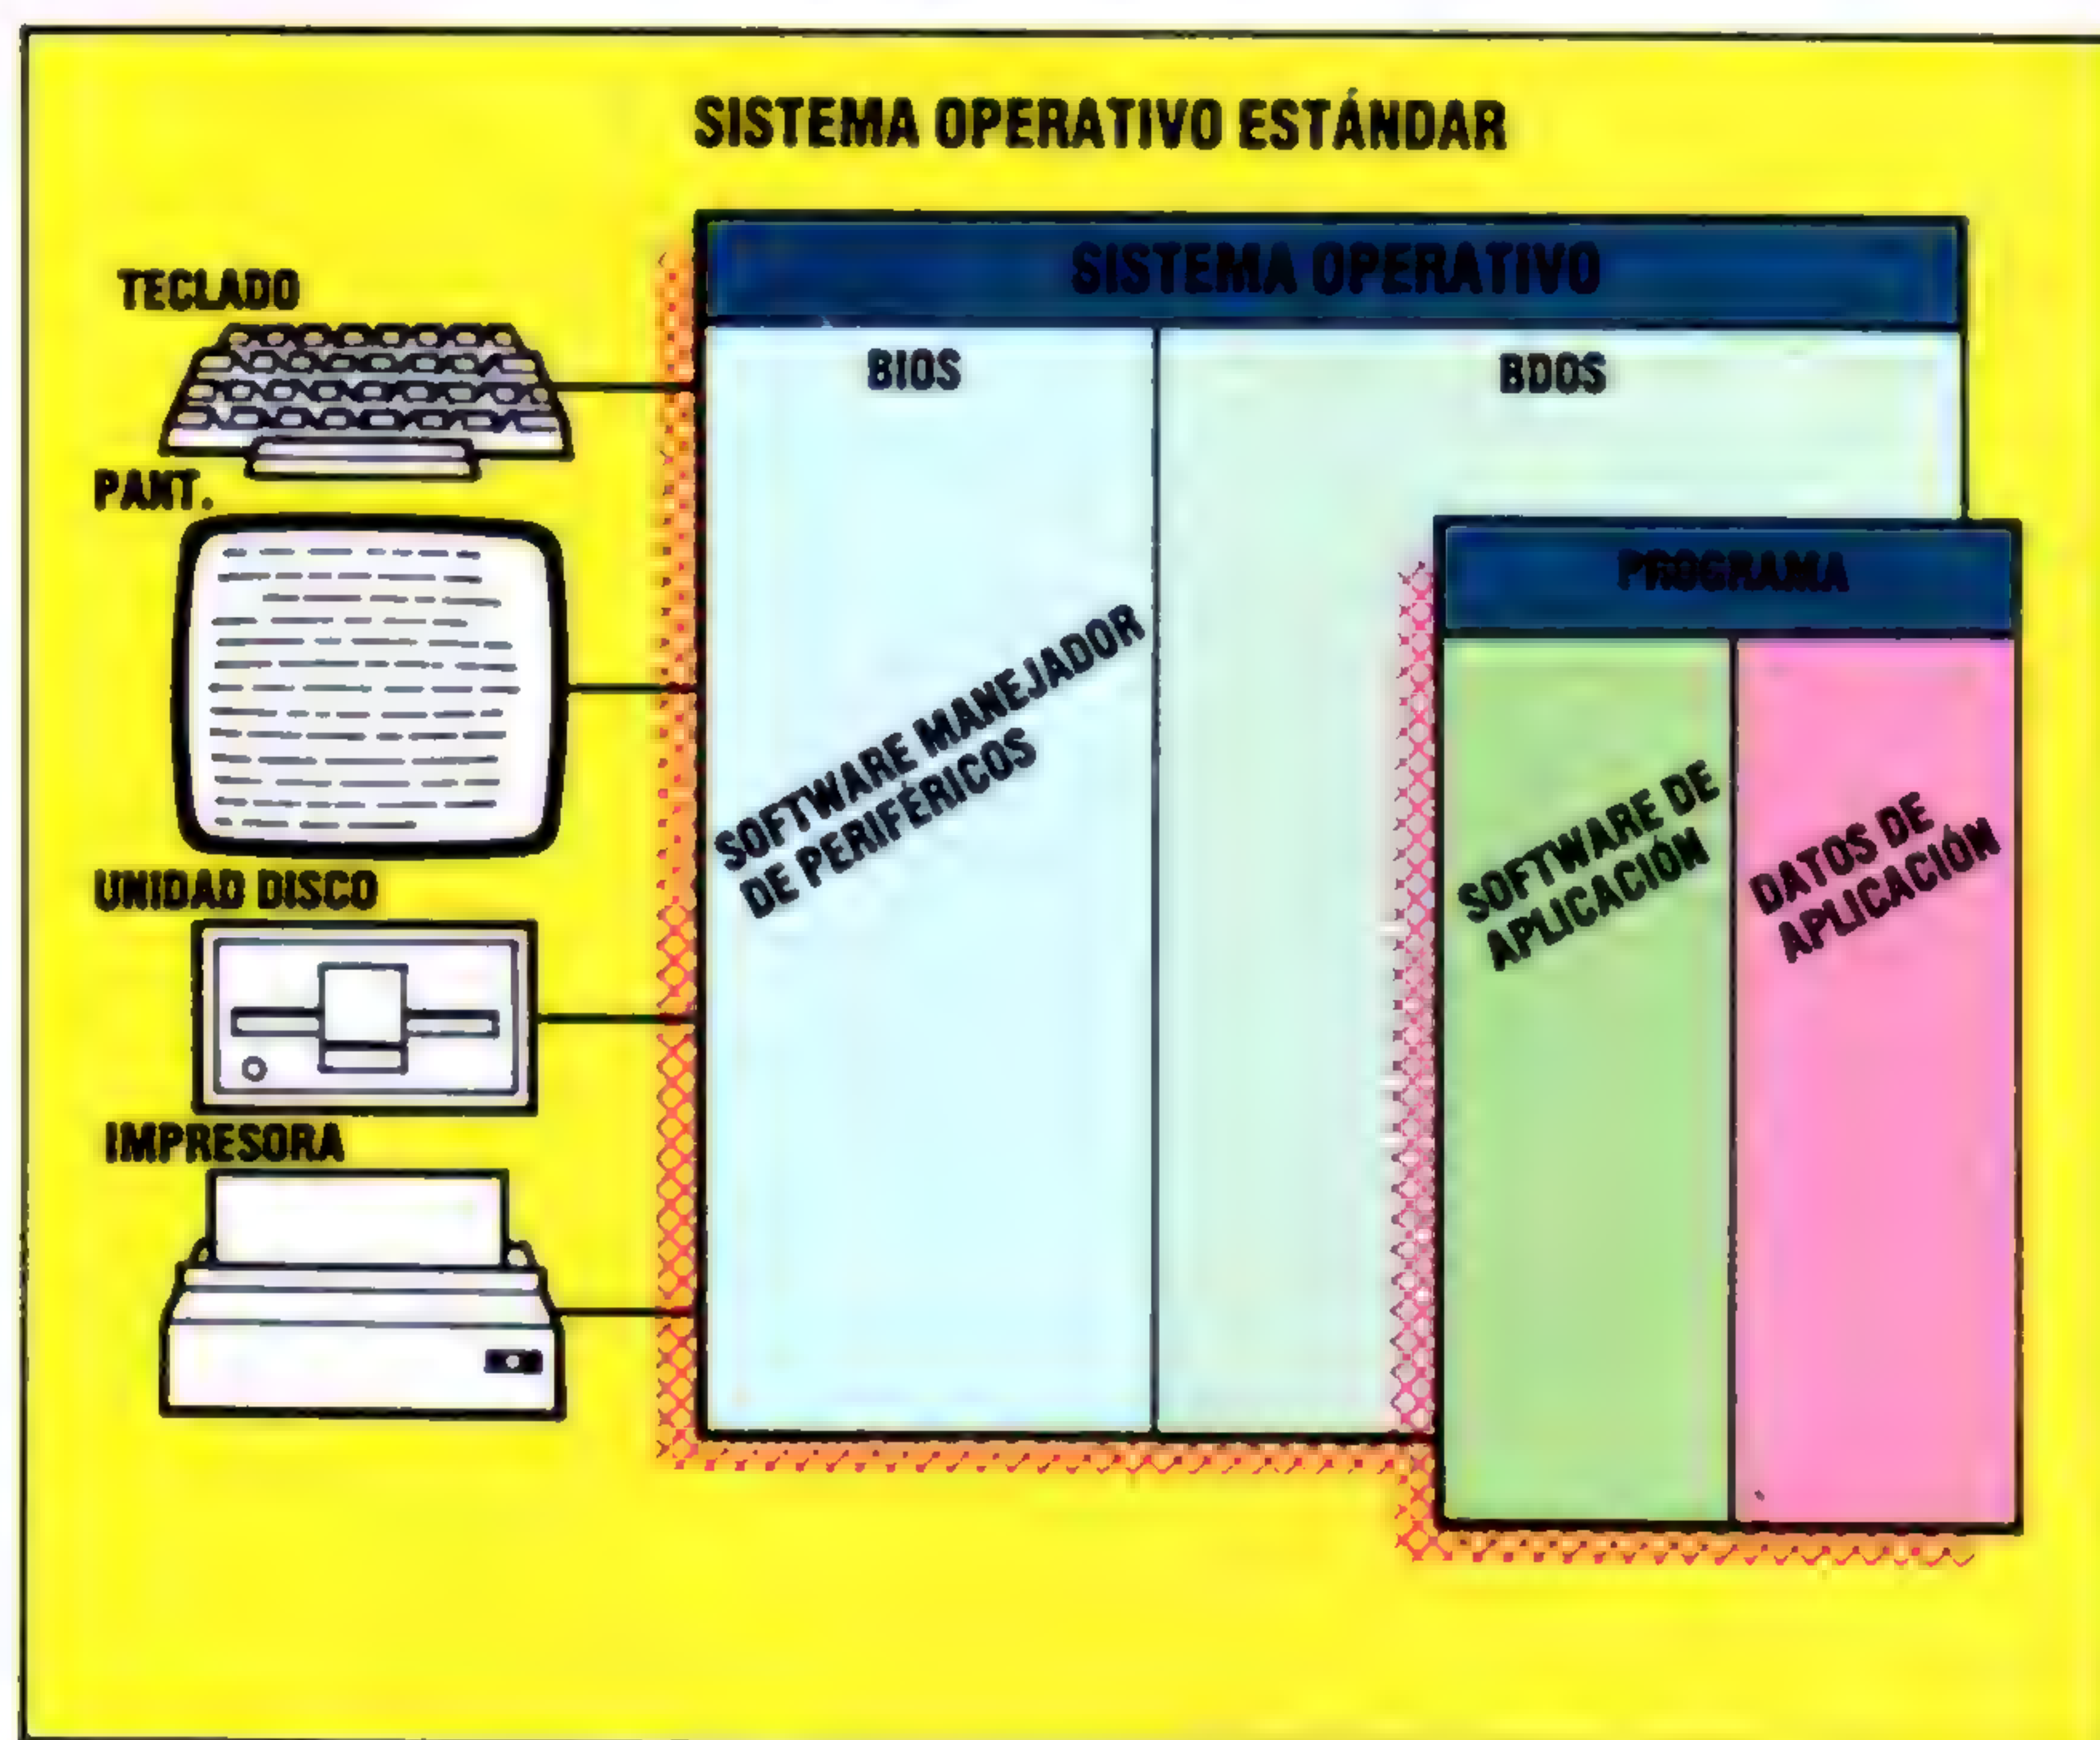 SISTEMA OPERATIVO ESTÁNDAR
SISTEMA OPERATIVO
TECLADO
BIOS
BDOS
PANT.
PROGRAMA
SOFTWARE MANEJADOR
DE PERIFÉRICOS
SOFTWARE DE
APLICACIÓN
DATOS DE
APLICACIÓN
UNIDAD DISCO
IMPRESORA